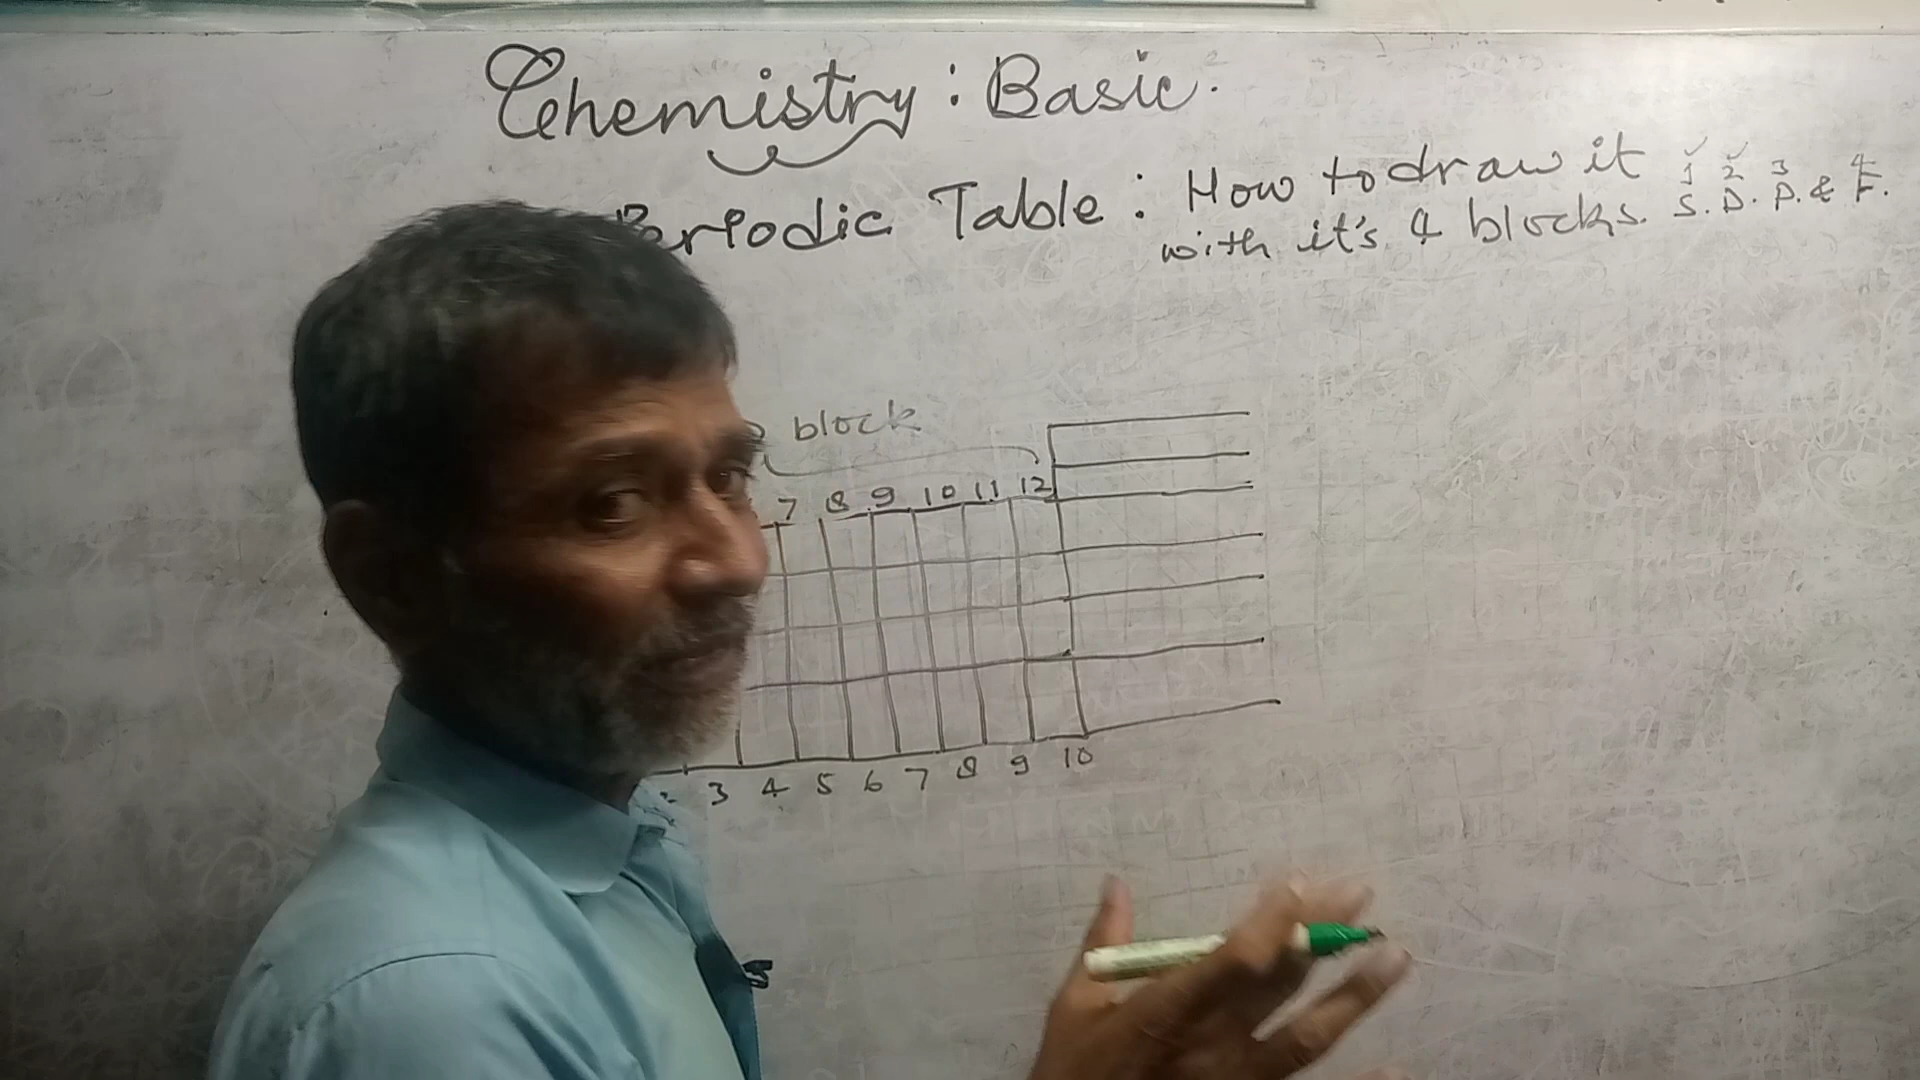 Chemistry: Basic.
Periodic Table: How to draw it
with it's 4 blocks.
1 2 3 4
S. D. P. & F.
block
7 8 9 10 11 12
3 4 5 6 7 8 9 10